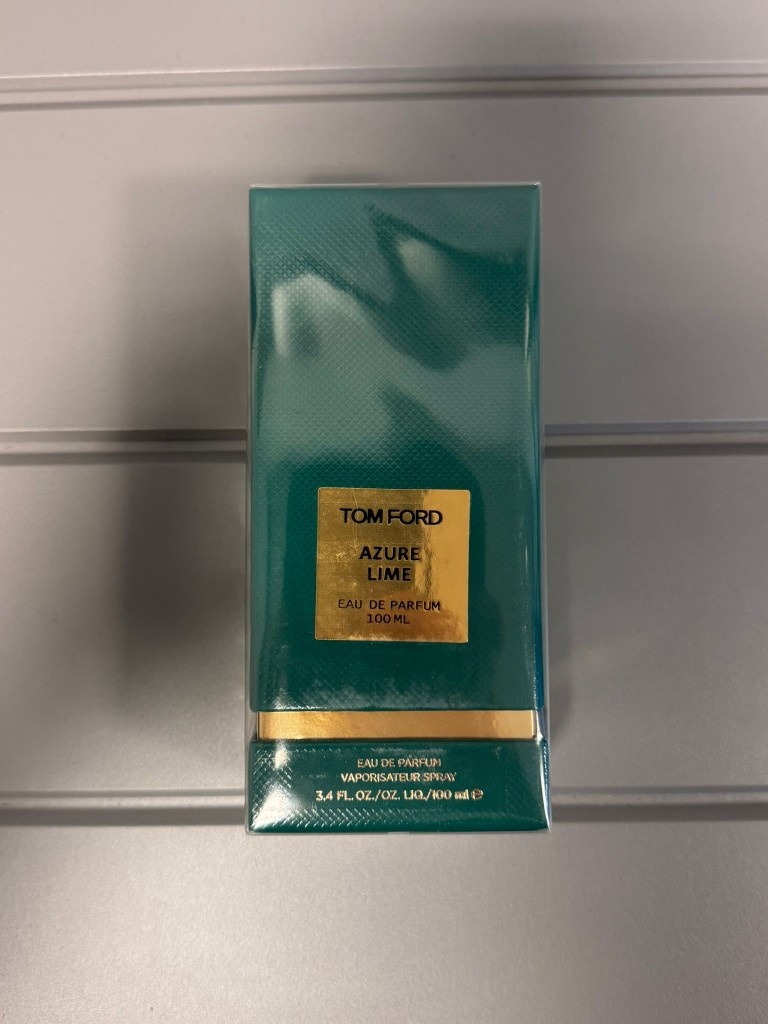 TOM FORD
AZURE
LIME
EAU DE PARFUM
100 ML
EAU DE PARFUM
VAPORISATEUR SPRAY
3.4 FL. OZ./OZ. LIQ./100 ml ℮